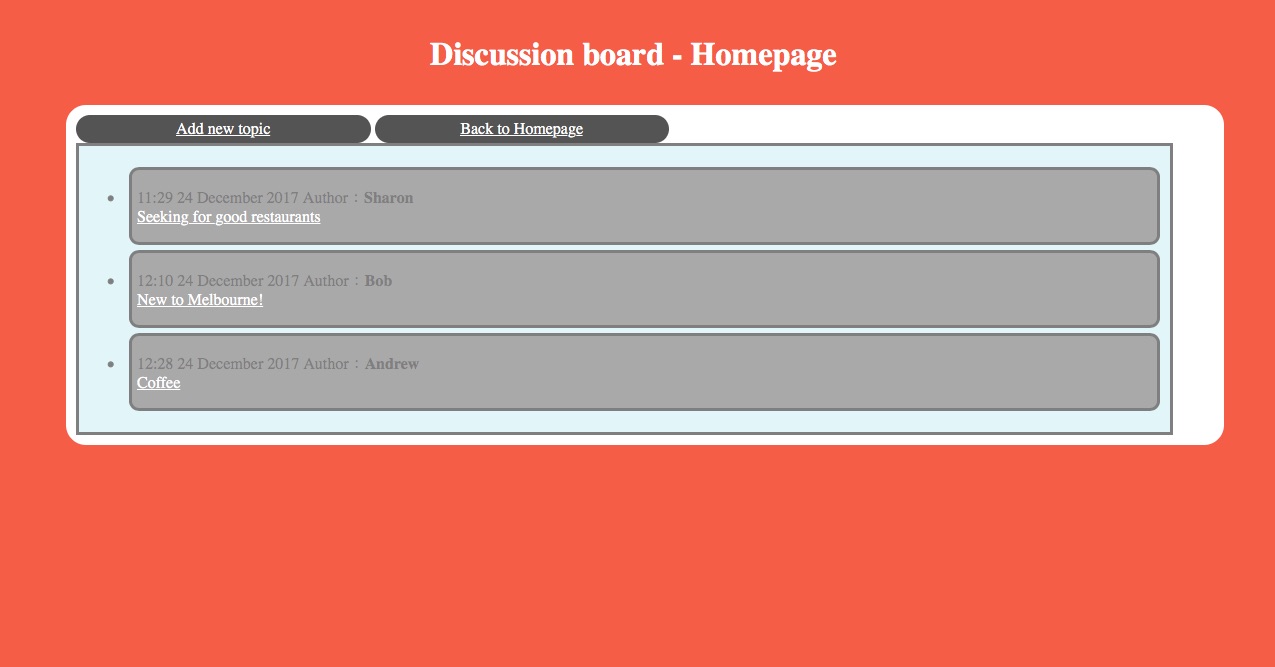 Discussion board - Homepage
Add new topic Back to Homepage
11:29 24 December 2017 Author：Sharon
Seeking for good restaurants
12:10 24 December 2017 Author：Bob
New to Melbourne!
12:28 24 December 2017 Author：Andrew
Coffee